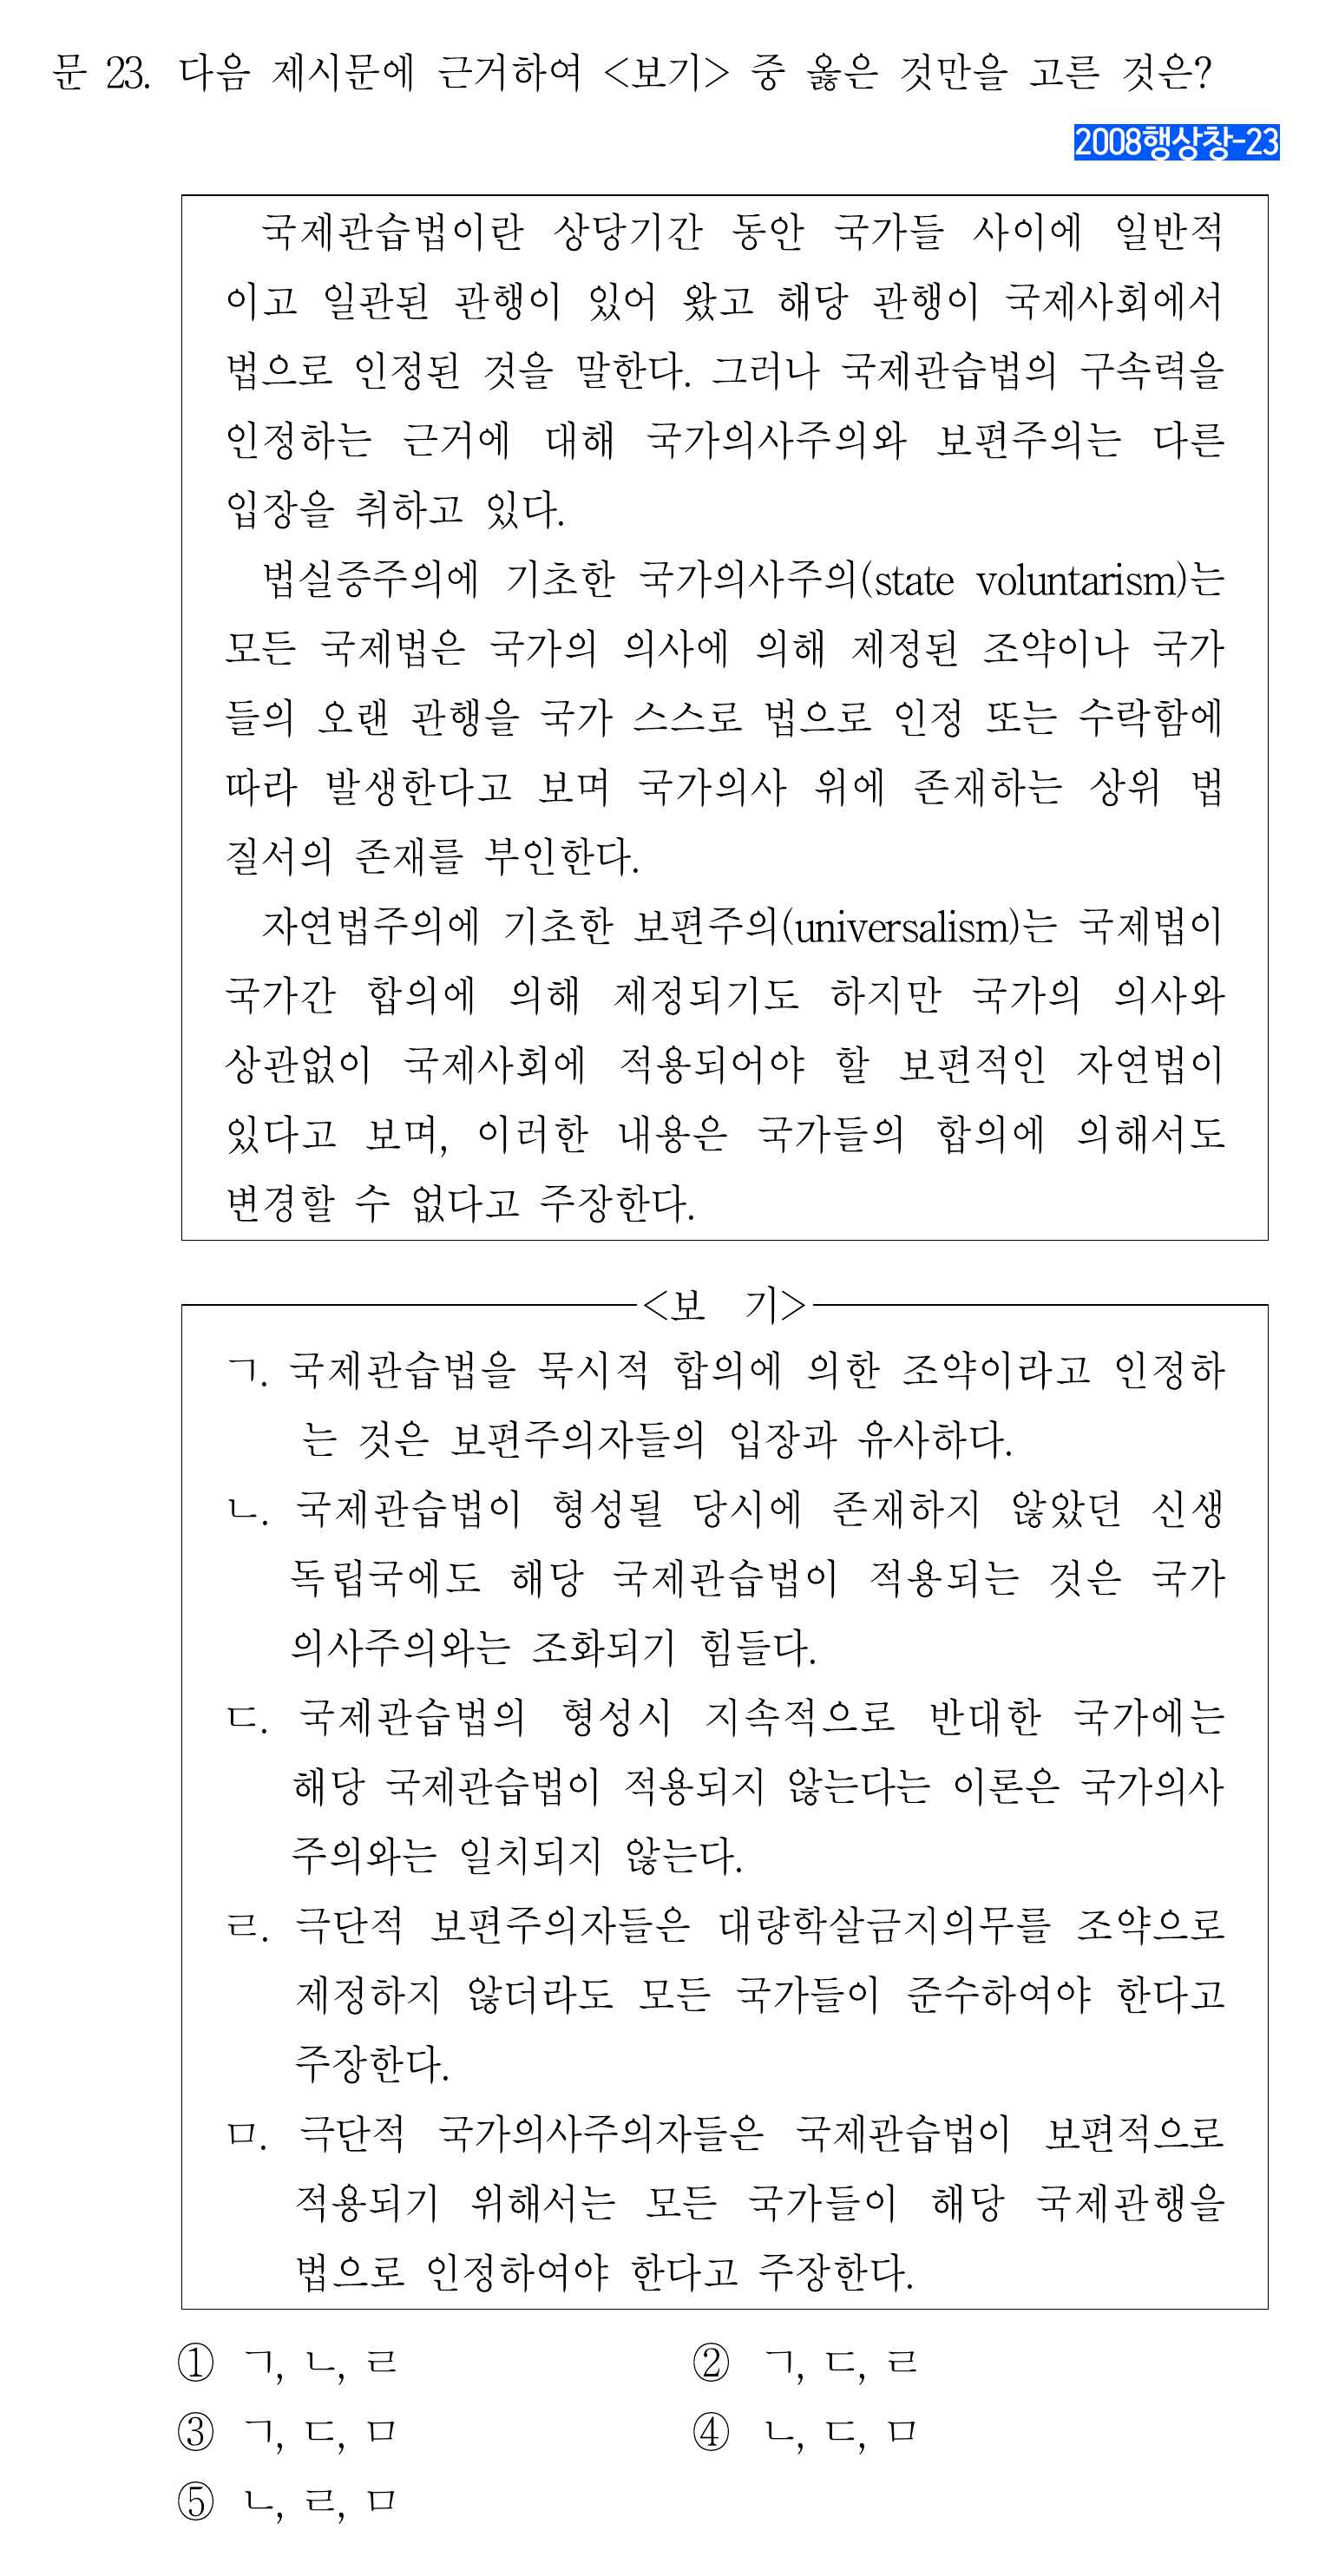 문 23. 다음 제시문에 근거하여 <보기> 중 옳은 것만을 고른 것은?
2008행상창-23
국제관습법이란 상당기간 동안 국가들 사이에 일반적
이고 일관된 관행이 있어 왔고 해당 관행이 국제사회에서
법으로 인정된 것을 말한다. 그러나 국제관습법의 구속력을
인정하는 근거에 대해 국가의사주의와 보편주의는 다른
입장을 취하고 있다.
법실증주의에 기초한 국가의사주의(state voluntarism)는
모든 국제법은 국가의 의사에 의해 제정된 조약이나 국가
들의 오랜 관행을 국가 스스로 법으로 인정 또는 수락함에
따라 발생한다고 보며 국가의사 위에 존재하는 상위 법
질서의 존재를 부인한다.
자연법주의에 기초한 보편주의(universalism)는 국제법이
국가간 합의에 의해 제정되기도 하지만 국가의 의사와
상관없이 국제사회에 적용되어야 할 보편적인 자연법이
있다고 보며, 이러한 내용은 국가들의 합의에 의해서도
변경할 수 없다고 주장한다.
<보 기>
ㄱ. 국제관습법을 묵시적 합의에 의한 조약이라고 인정하
는 것은 보편주의자들의 입장과 유사하다.
ㄴ. 국제관습법이 형성될 당시에 존재하지 않았던 신생
독립국에도 해당 국제관습법이 적용되는 것은 국가
의사주의와는 조화되기 힘들다.
ㄷ. 국제관습법의 형성시 지속적으로 반대한 국가에는
해당 국제관습법이 적용되지 않는다는 이론은 국가의사
주의와는 일치되지 않는다.
ㄹ. 극단적 보편주의자들은 대량학살금지의무를 조약으로
제정하지 않더라도 모든 국가들이 준수하여야 한다고
주장한다.
ㅁ. 극단적 국가의사주의자들은 국제관습법이 보편적으로
적용되기 위해서는 모든 국가들이 해당 국제관행을
법으로 인정하여야 한다고 주장한다.
① ㄱ, ㄴ, ㄹ ② ㄱ, ㄷ, ㄹ
③ ㄱ, ㄷ, ㅁ ④ ㄴ, ㄷ, ㅁ
⑤ ㄴ, ㄹ, ㅁ